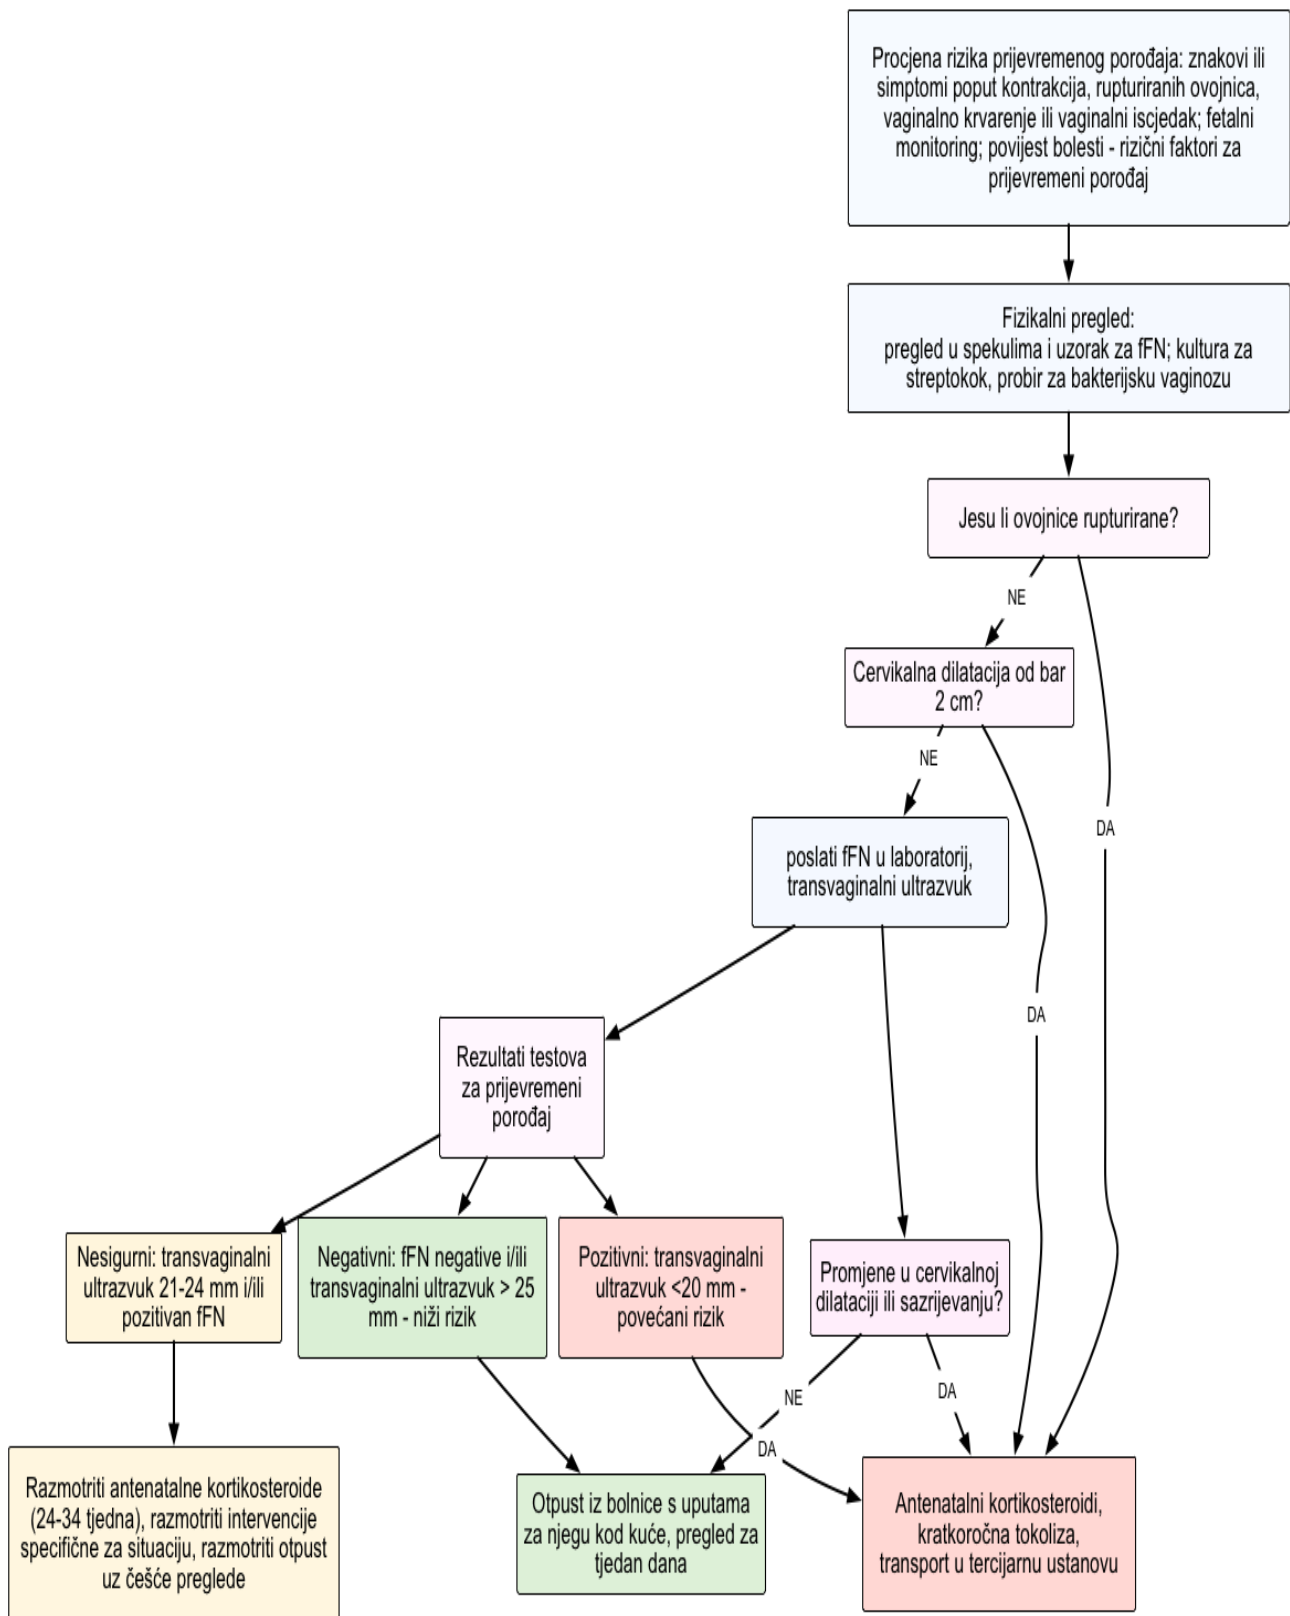 Procjena rizika prijevremenog porođaja: znakovi ili
simptomi poput kontrakcija, rupturiranih ovojnica,
vaginalno krvarenje ili vaginalni iscjedak; fetalni
monitoring; povijest bolesti - rizični faktori za
prijevremeni porođaj
Fizikalni pregled:
pregled u spekulima i uzorak za fFN; kultura za
streptokok, probir za bakterijsku vaginozu
Jesu li ovojnice rupturirane?
NE
Cervikalna dilatacija od bar
2 cm?
NE
DA
poslati fFN u laboratorij,
transvaginalni ultrazvuk
DA
Rezultati testova
za prijevremeni
porođaj
Nesigurni: transvaginalni
ultrazvuk 21-24 mm i/ili
pozitivan fFN
Negativni: fFN negative i/ili
transvaginalni ultrazvuk > 25
mm - niži rizik
Pozitivni: transvaginalni
ultrazvuk <20 mm -
povećani rizik
Promjene u cervikalnoj
dilataciji ili sazrijevanju?
NE
DA
DA
Razmotriti antenatalne kortikosteroide
(24-34 tjedna), razmotriti intervencije
specifične za situaciju, razmotriti otpust
uz češće preglede
Otpust iz bolnice s uputama
za njegu kod kuće, pregled za
tjedan dana
Antenatalni kortikosteroidi,
kratkoročna tokoliza,
transport u tercijarnu ustanovu